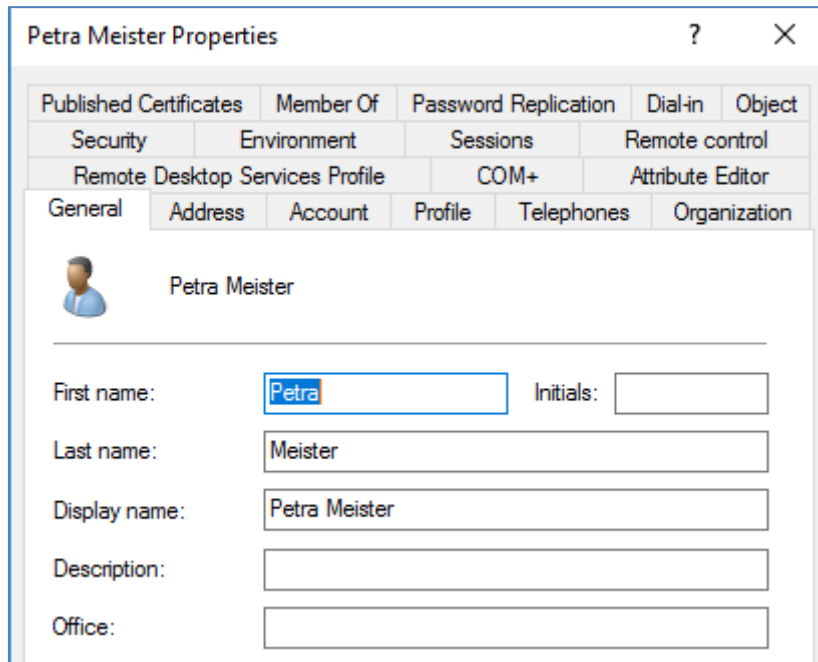 Petra Meister Properties ? ✕
Published Certificates Member Of Password Replication Dial-in Object
Security Environment Sessions Remote control
Remote Desktop Services Profile COM+ Attribute Editor
General Address Account Profile Telephones Organization
Petra Meister
First name: Petra Initials:
Last name: Meister
Display name: Petra Meister
Description:
Office: